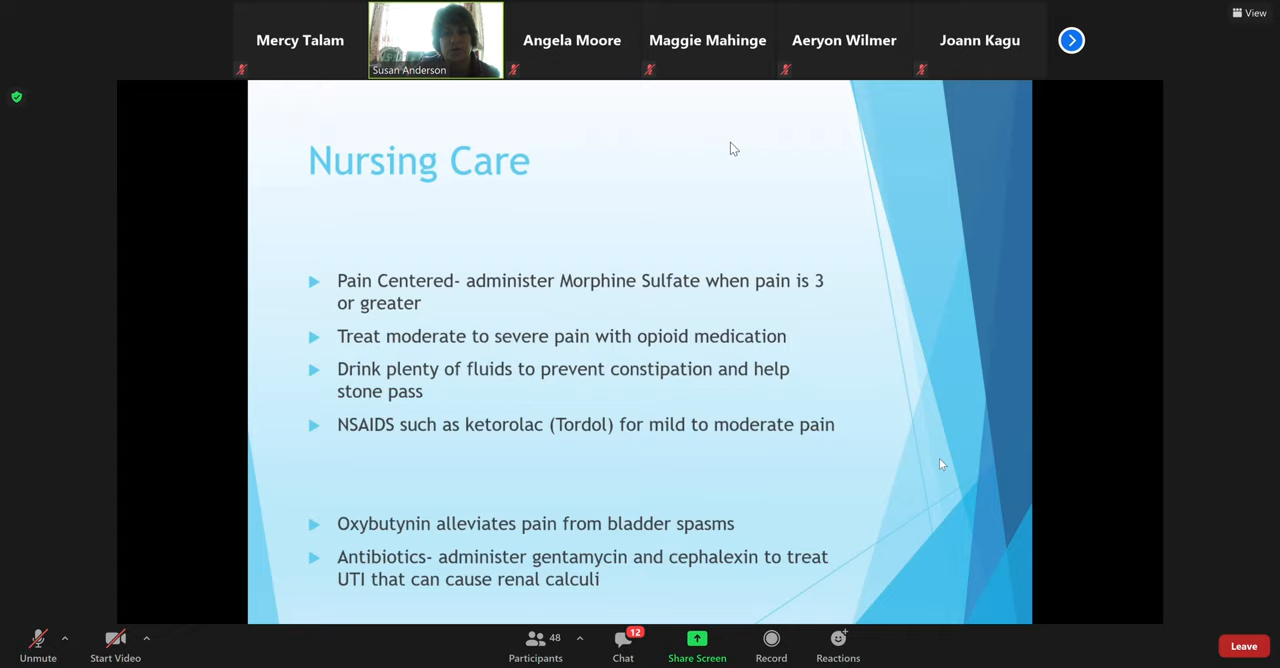 View
Mercy Talam
Susan Anderson
Angela Moore
Maggie Mahinge
Aeryon Wilmer
Joann Kagu
Nursing Care
Pain Centered- administer Morphine Sulfate when pain is 3
or greater
Treat moderate to severe pain with opioid medication
Drink plenty of fluids to prevent constipation and help
stone pass
NSAIDS such as ketorolac (Tordol) for mild to moderate pain
Oxybutynin alleviates pain from bladder spasms
Antibiotics- administer gentamycin and cephalexin to treat
UTI that can cause renal calculi
Unmute
Start Video
48
Participants
12
Chat
Share Screen
Record
Reactions
Leave